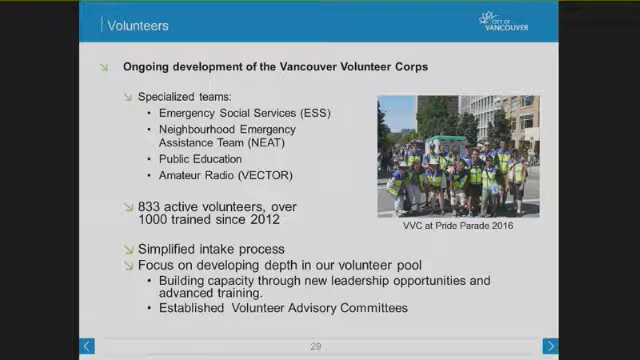 Volunteers
CITY OF
VANCOUVER
Ongoing development of the Vancouver Volunteer Corps
Specialized teams:
• Emergency Social Services (ESS)
• Neighbourhood Emergency
Assistance Team (NEAT)
• Public Education
• Amateur Radio (VECTOR)
833 active volunteers, over
1000 trained since 2012
VVC at Pride Parade 2016
Simplified intake process
Focus on developing depth in our volunteer pool
• Building capacity through new leadership opportunities and
advanced training.
• Established Volunteer Advisory Committees
29